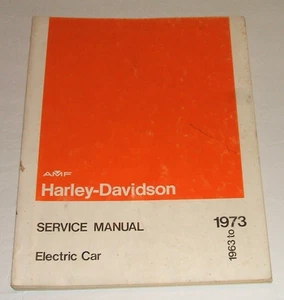 AMF
Harley-Davidson
SERVICE MANUAL
1963 to
1973
Electric Car